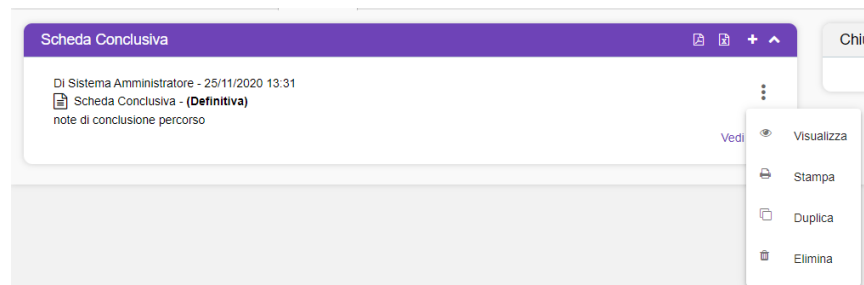 Scheda Conclusiva
Chi
Di Sistema Amministratore - 25/11/2020 13:31
Scheda Conclusiva - (Definitiva)
note di conclusione percorso
Vedi
Visualizza
Stampa
Duplica
Elimina